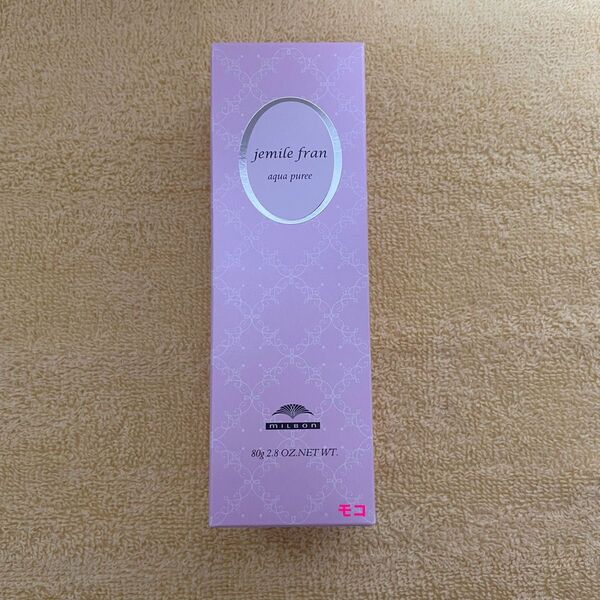 jemile fran
aqua puree
MILBON
80g 2.8 OZ.NET WT.
モコ